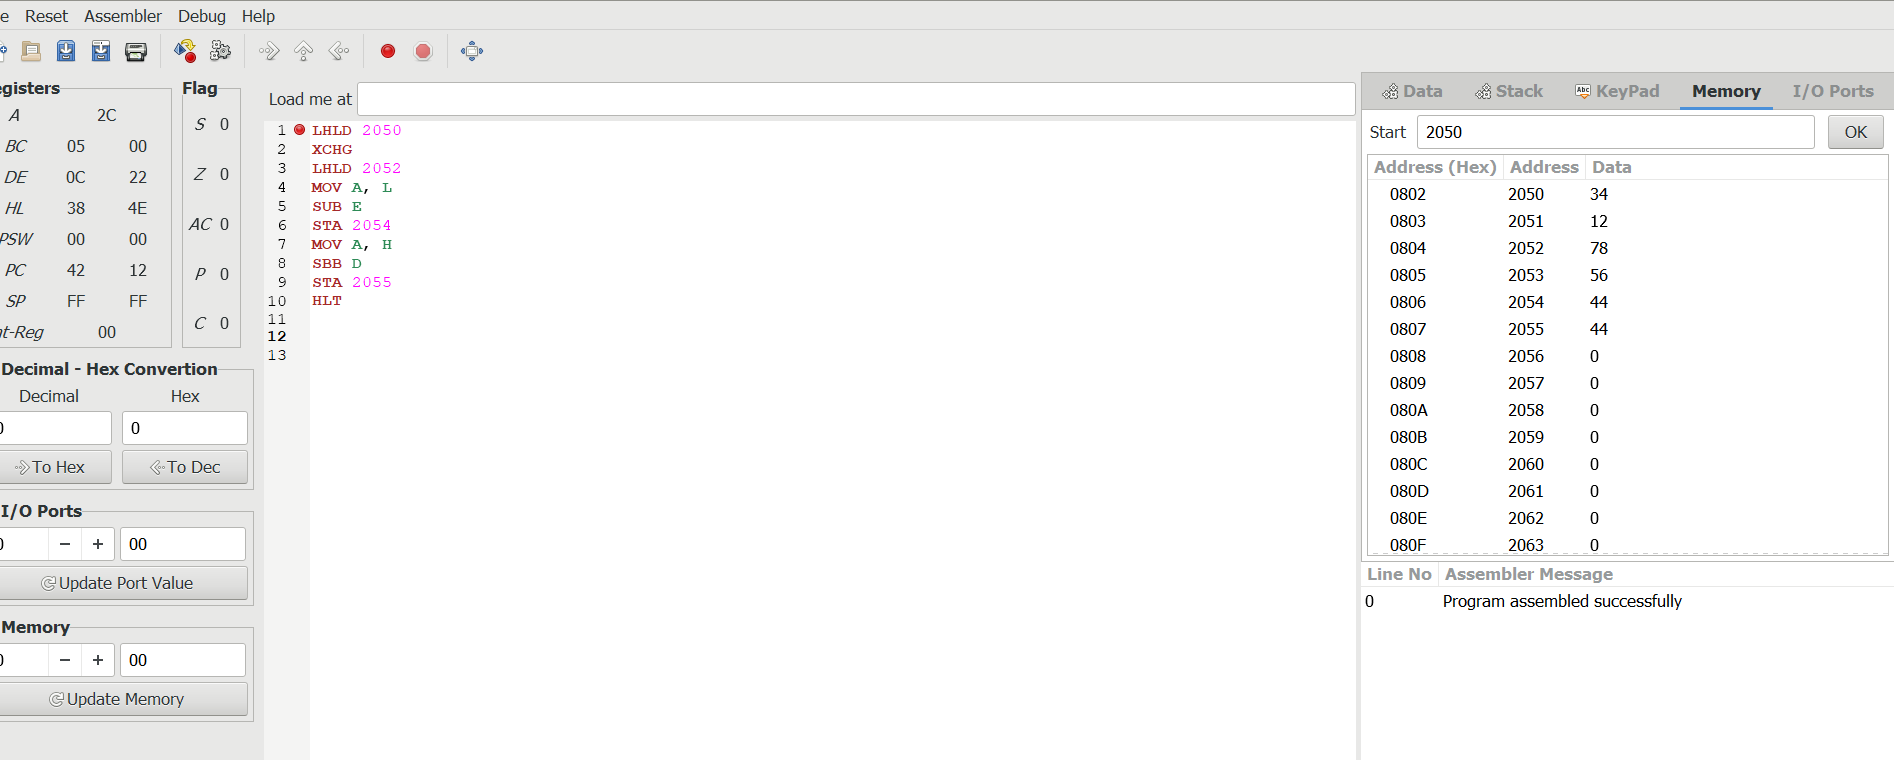 e Reset Assembler Debug Help
egisters
A 2C
BC 05 00
DE 0C 22
HL 38 4E
PSW 00 00
PC 42 12
SP FF FF
nt-Reg 00
Flag
S 0
Z 0
AC 0
P 0
C 0
Decimal - Hex Convertion
Decimal Hex
0 0
To Hex To Dec
I/O Ports
0 − + 00
Update Port Value
Memory
0 − + 00
Update Memory
Load me at
1 LHLD 2050
2 XCHG
3 LHLD 2052
4 MOV A, L
5 SUB E
6 STA 2054
7 MOV A, H
8 SBB D
9 STA 2055
10 HLT
11
12
13
Data Stack Abc KeyPad Memory I/O Ports
Start 2050 OK
Address (Hex) Address Data
0802 2050 34
0803 2051 12
0804 2052 78
0805 2053 56
0806 2054 44
0807 2055 44
0808 2056 0
0809 2057 0
080A 2058 0
080B 2059 0
080C 2060 0
080D 2061 0
080E 2062 0
080F 2063 0
Line No Assembler Message
0 Program assembled successfully